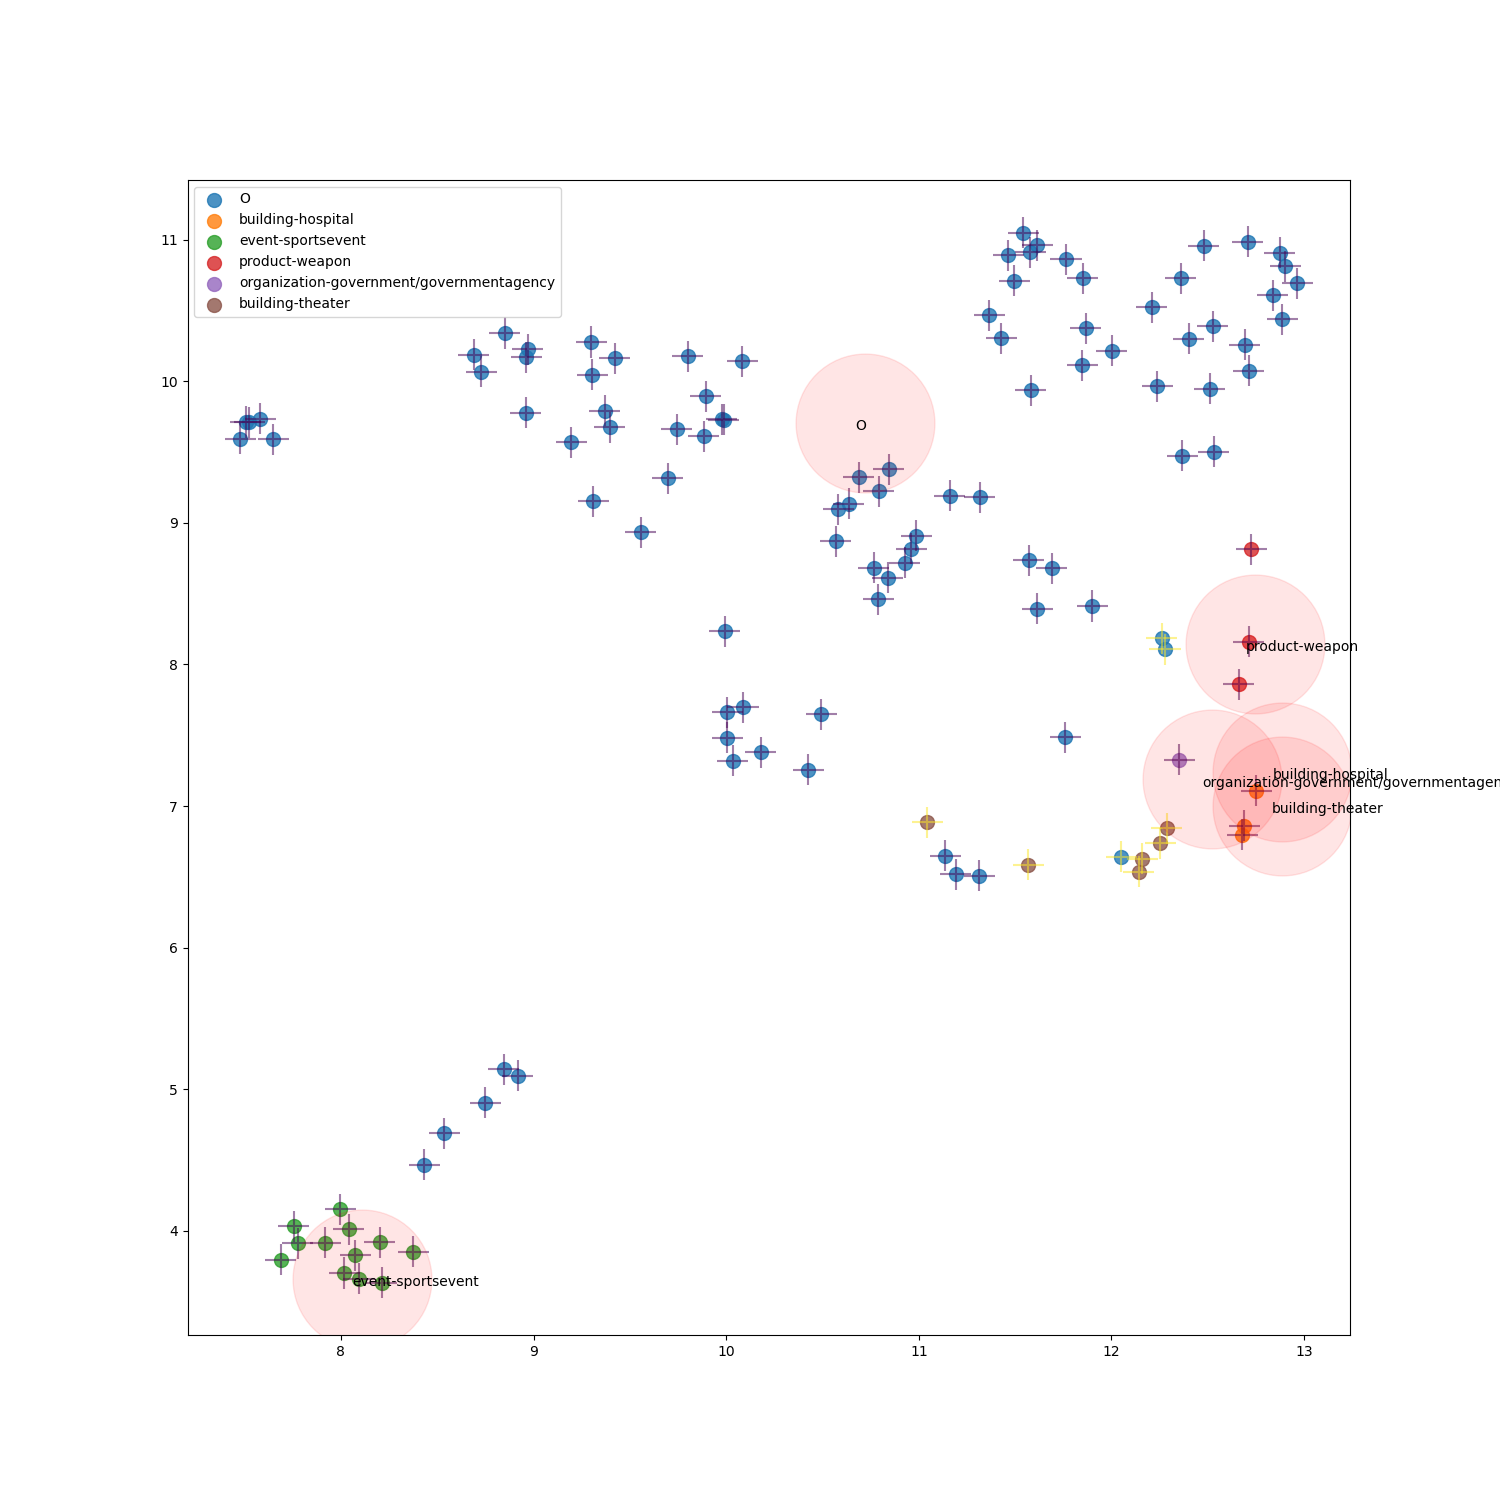 O
building-hospital
event-sportsevent
product-weapon
organization-government/governmentagency
building-theater
11
10
9
8
7
6
5
4
O
product-weapon
building-hospital
organization-government/governmentagen
building-theater
event-sportsevent
8 9 10 11 12 13